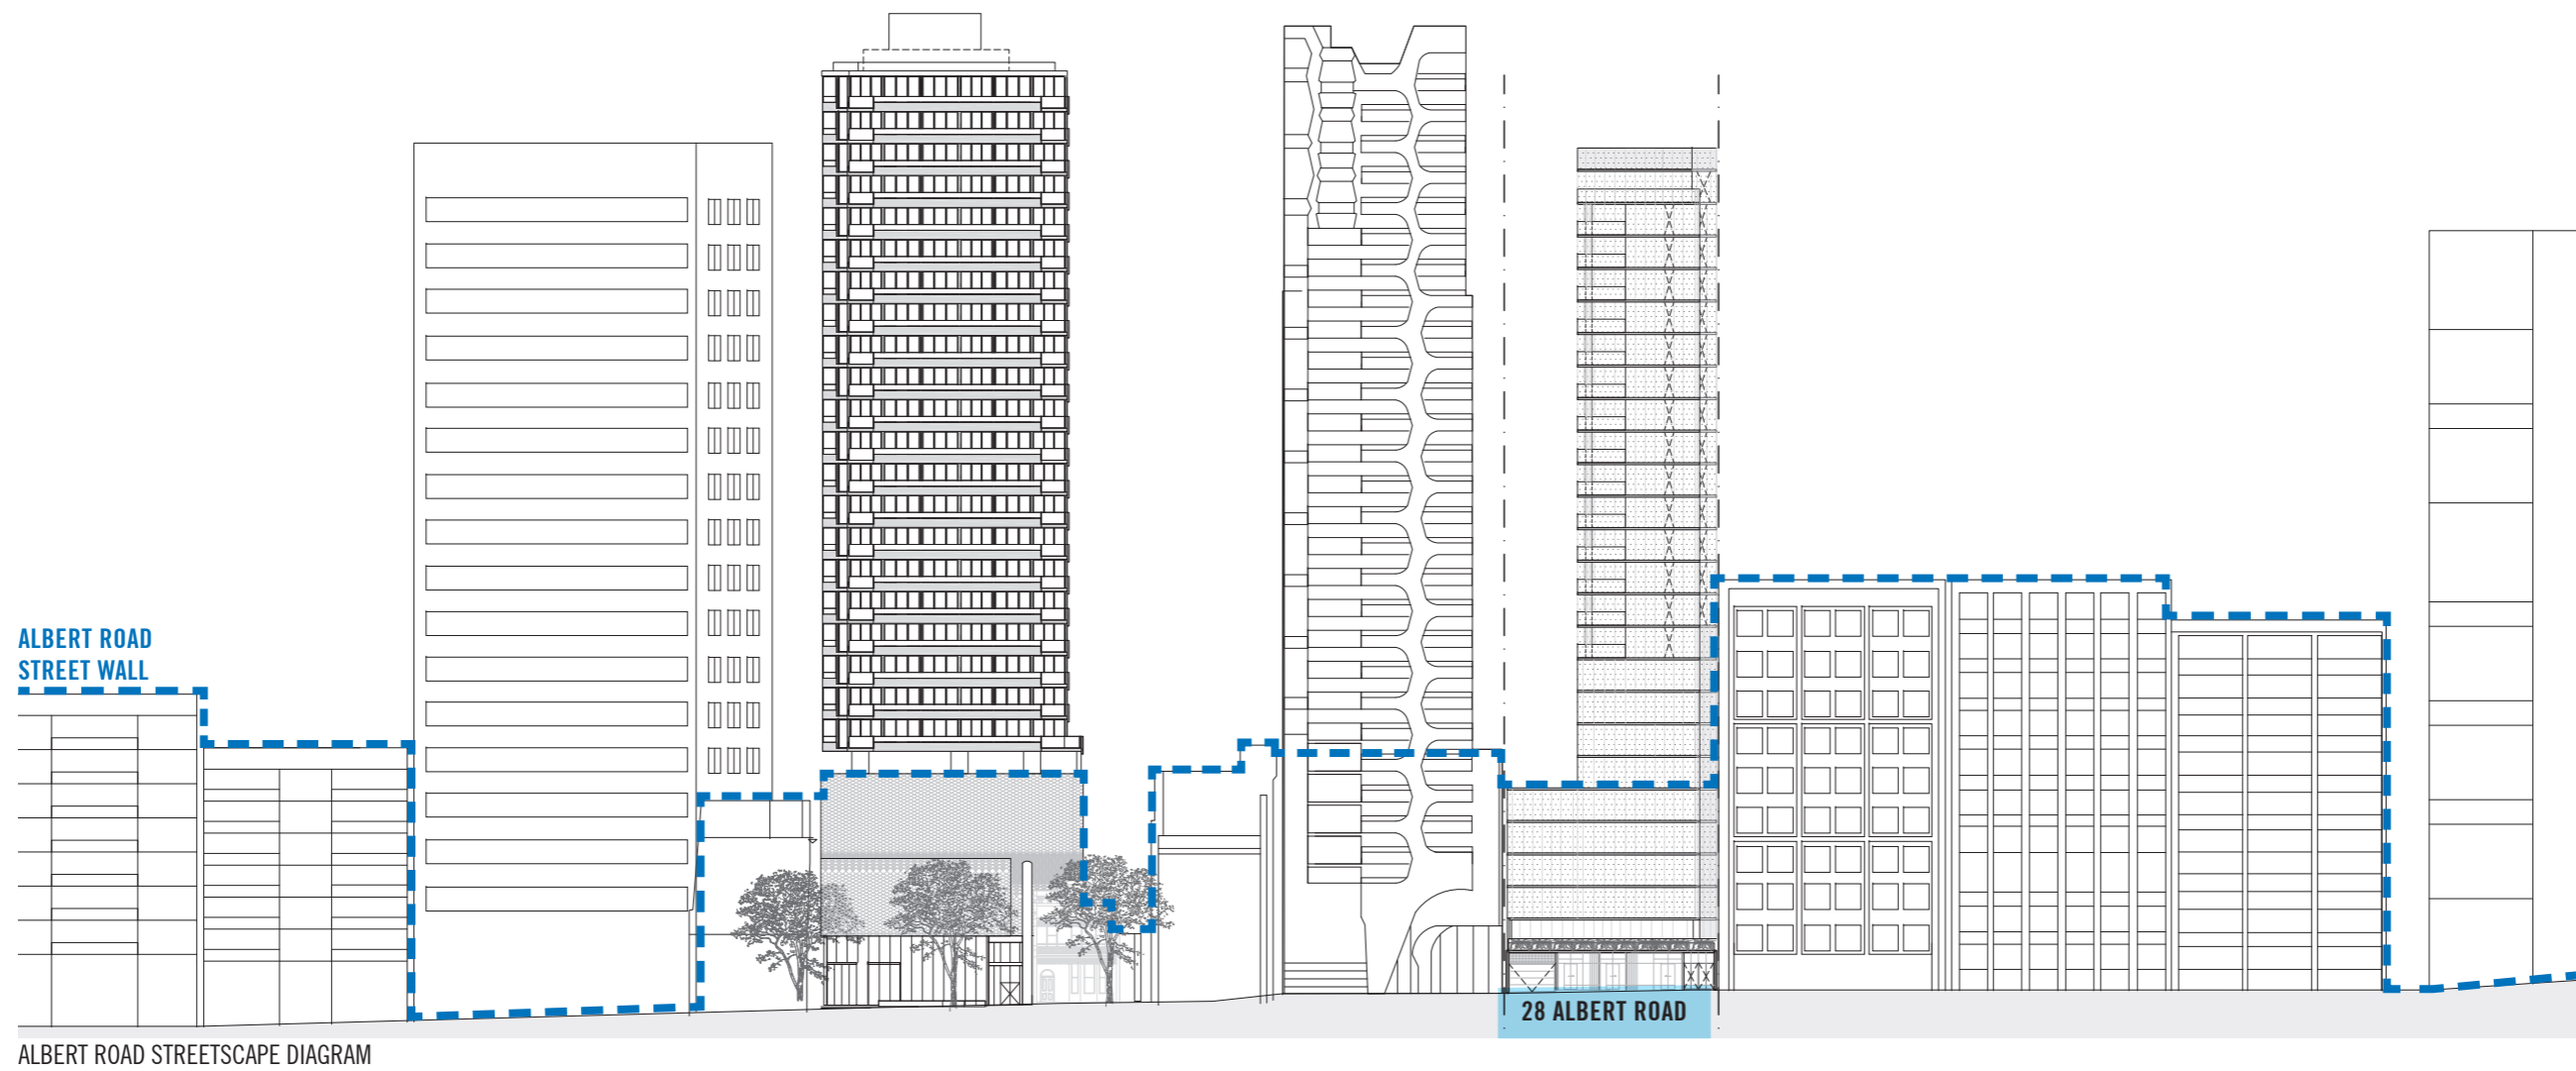 ALBERT ROAD
STREET WALL
28 ALBERT ROAD
ALBERT ROAD STREETSCAPE DIAGRAM